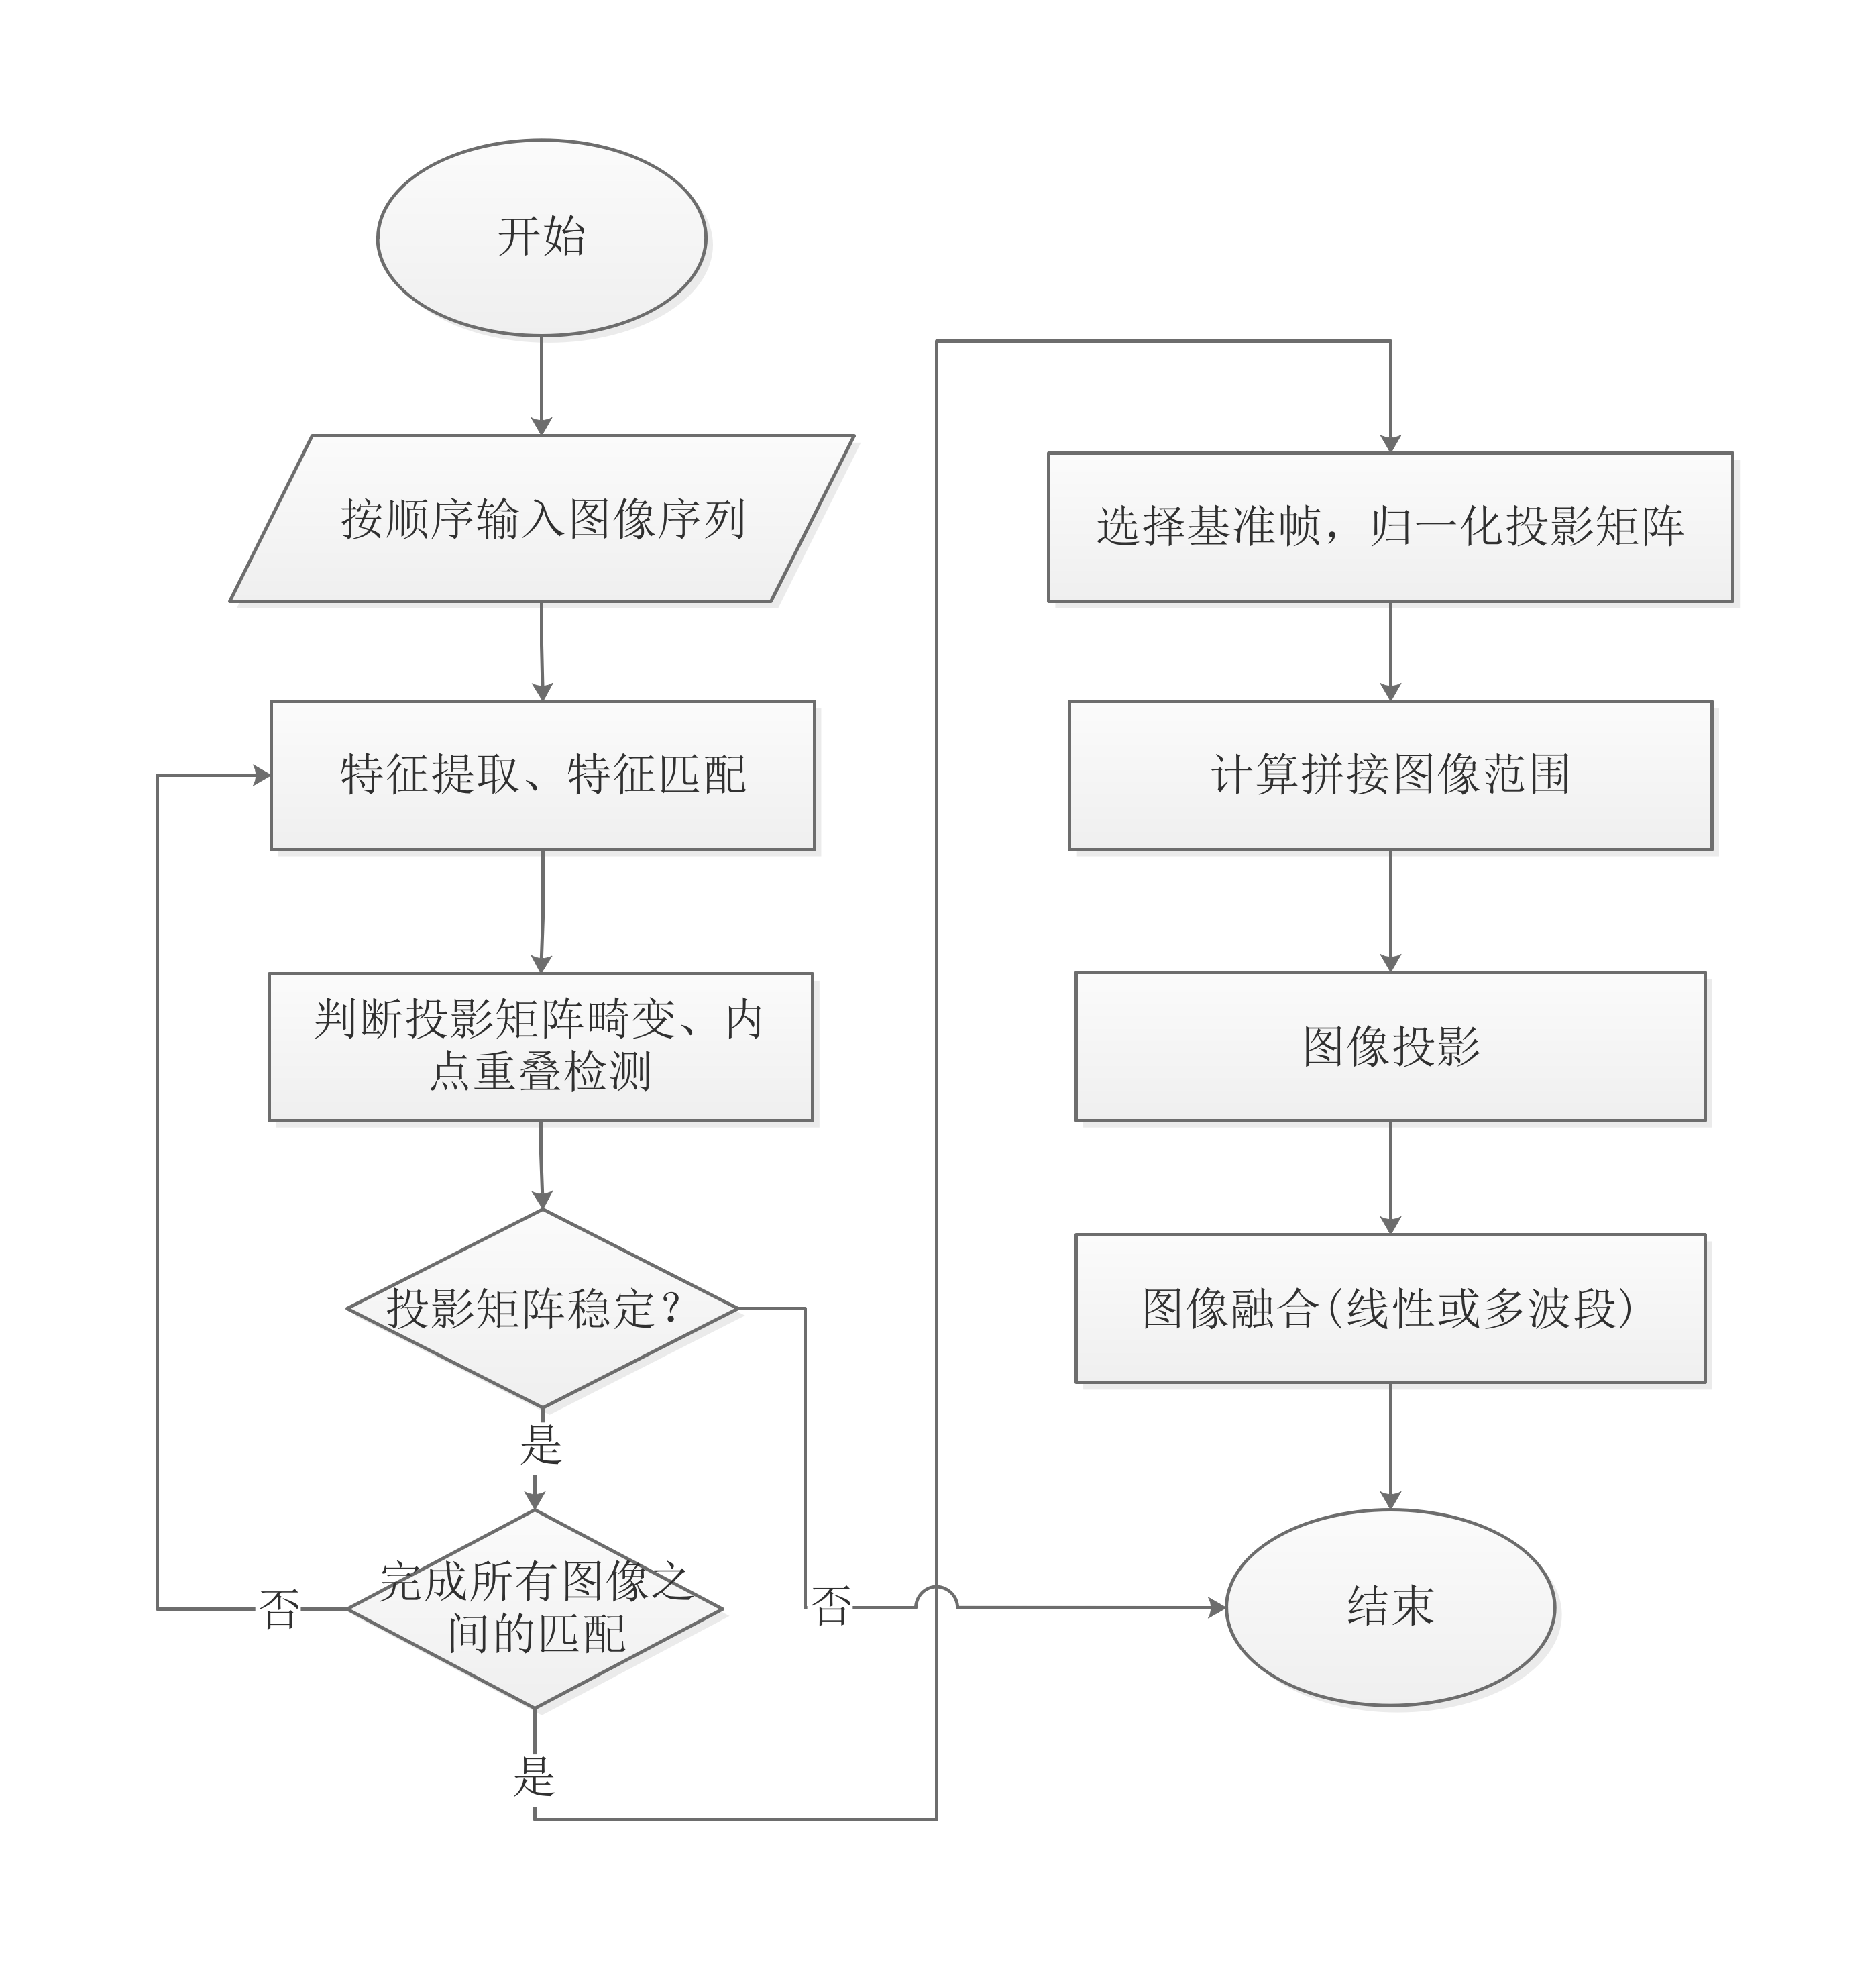 开始
按顺序输入图像序列
特征提取、特征匹配
判断投影矩阵畸变、内
点重叠检测
投影矩阵稳定？
是
完成所有图像之
间的匹配
否
是
否
选择基准帧，归一化投影矩阵
计算拼接图像范围
图像投影
图像融合(线性或多波段)
结束